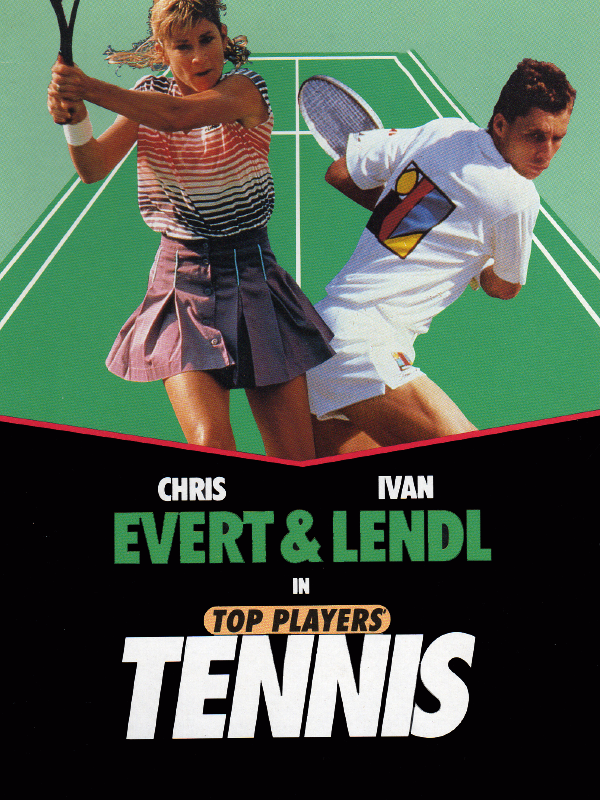 CHRIS IVAN
EVERT & LENDL
IN
TOP PLAYERS'
TENNIS